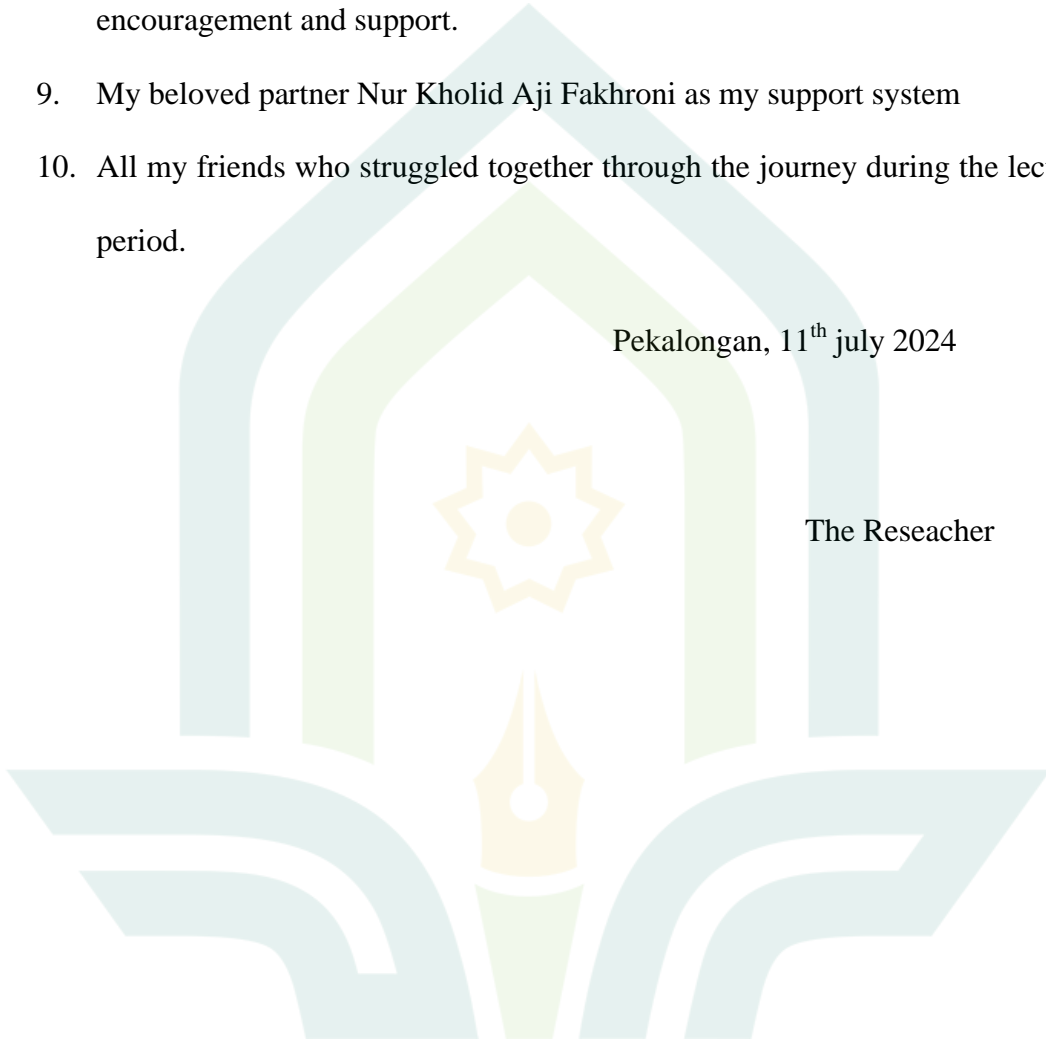 encouragement and support.
9. My beloved partner Nur Kholid Aji Fakhroni as my support system
10. All my friends who struggled together through the journey during the lec
period.
Pekalongan, 11th july 2024
The Reseacher